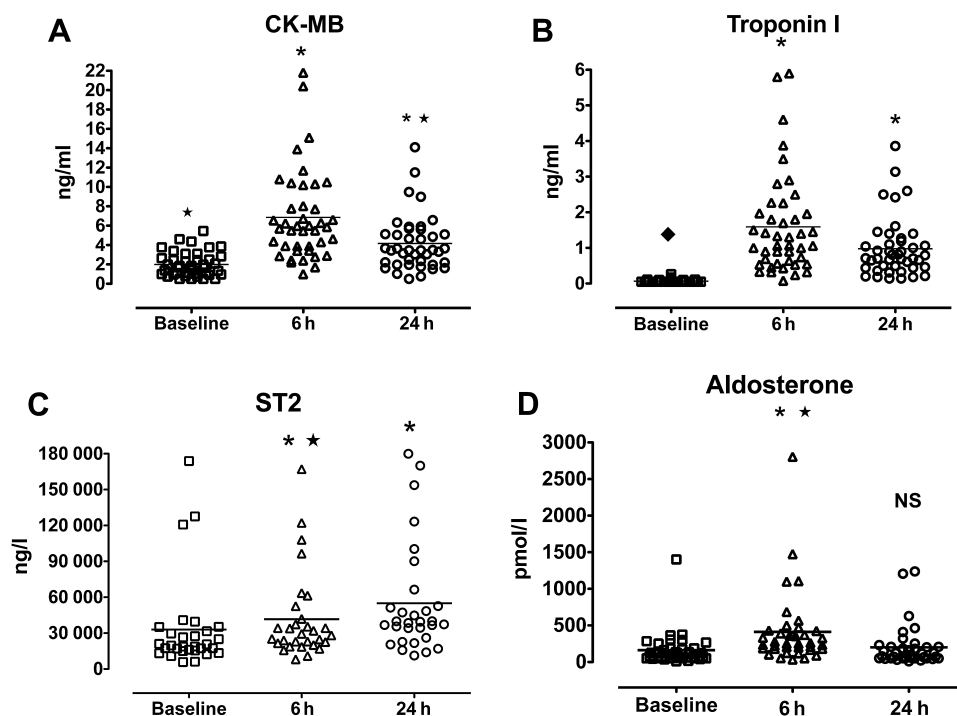 A
CK-MB
*
★
* ★
22
20
18
16
14
12
10
8
6
4
2
0
ng/ml
Baseline
6 h
24 h
B
Troponin I
*
*
6
5
4
3
2
1
0
ng/ml
Baseline
6 h
24 h
C
ST2
* ★
*
180 000
150 000
120 000
90 000
60 000
30 000
0
ng/l
Baseline
6 h
24 h
D
Aldosterone
* ★
NS
3000
2500
2000
1500
1000
500
0
pmol/l
Baseline
6 h
24 h